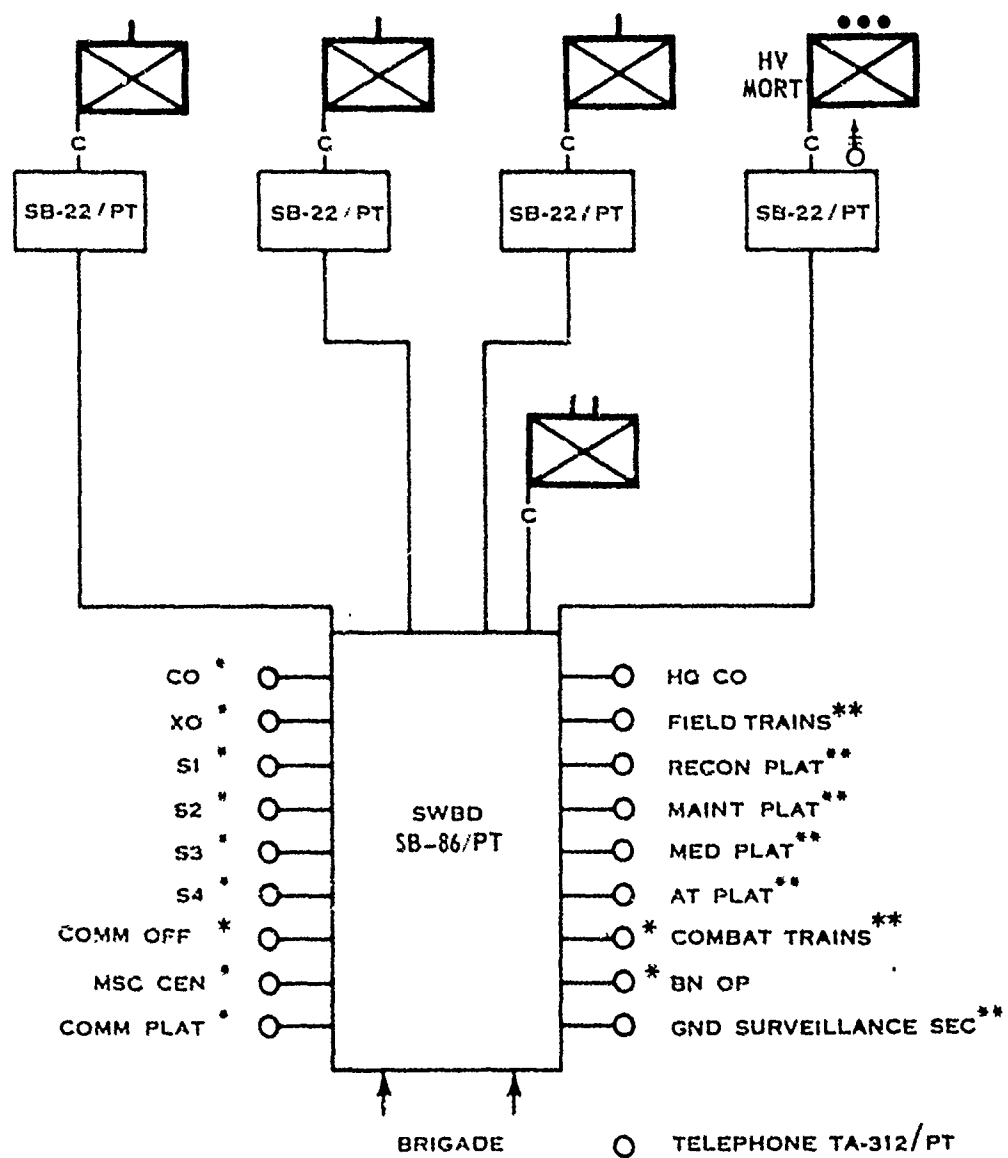 HV
MORT
C C C C
SB-22/PT SB-22/PT SB-22/PT SB-22/PT
C
SWBD
SB-86/PT
CO *
XO *
S1 *
S2 *
S3 *
S4 *
COMM OFF *
MSC CEN *
COMM PLAT *
HQ CO
FIELD TRAINS**
RECON PLAT**
MAINT PLAT**
MED PLAT**
AT PLAT**
* COMBAT TRAINS**
* BN OP
GND SURVEILLANCE SEC**
BRIGADE
O TELEPHONE TA-312/PT